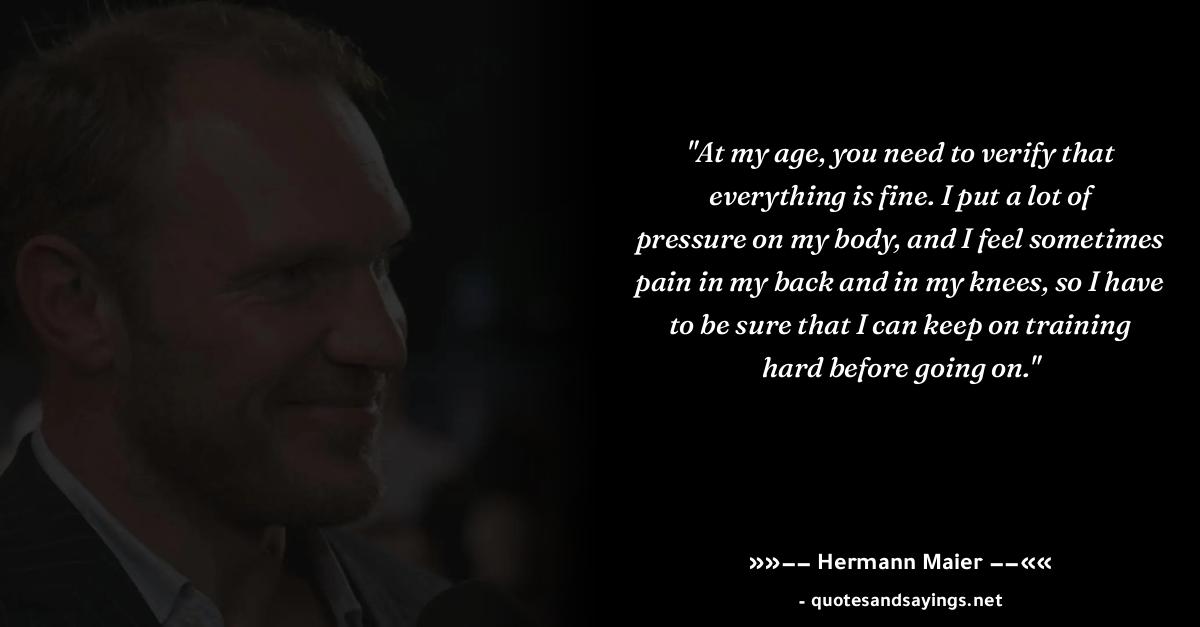 "At my age, you need to verify that
everything is fine. I put a lot of
pressure on my body, and I feel sometimes
pain in my back and in my knees, so I have
to be sure that I can keep on training
hard before going on."
»»−− Hermann Maier −−««
- quotesandsayings.net